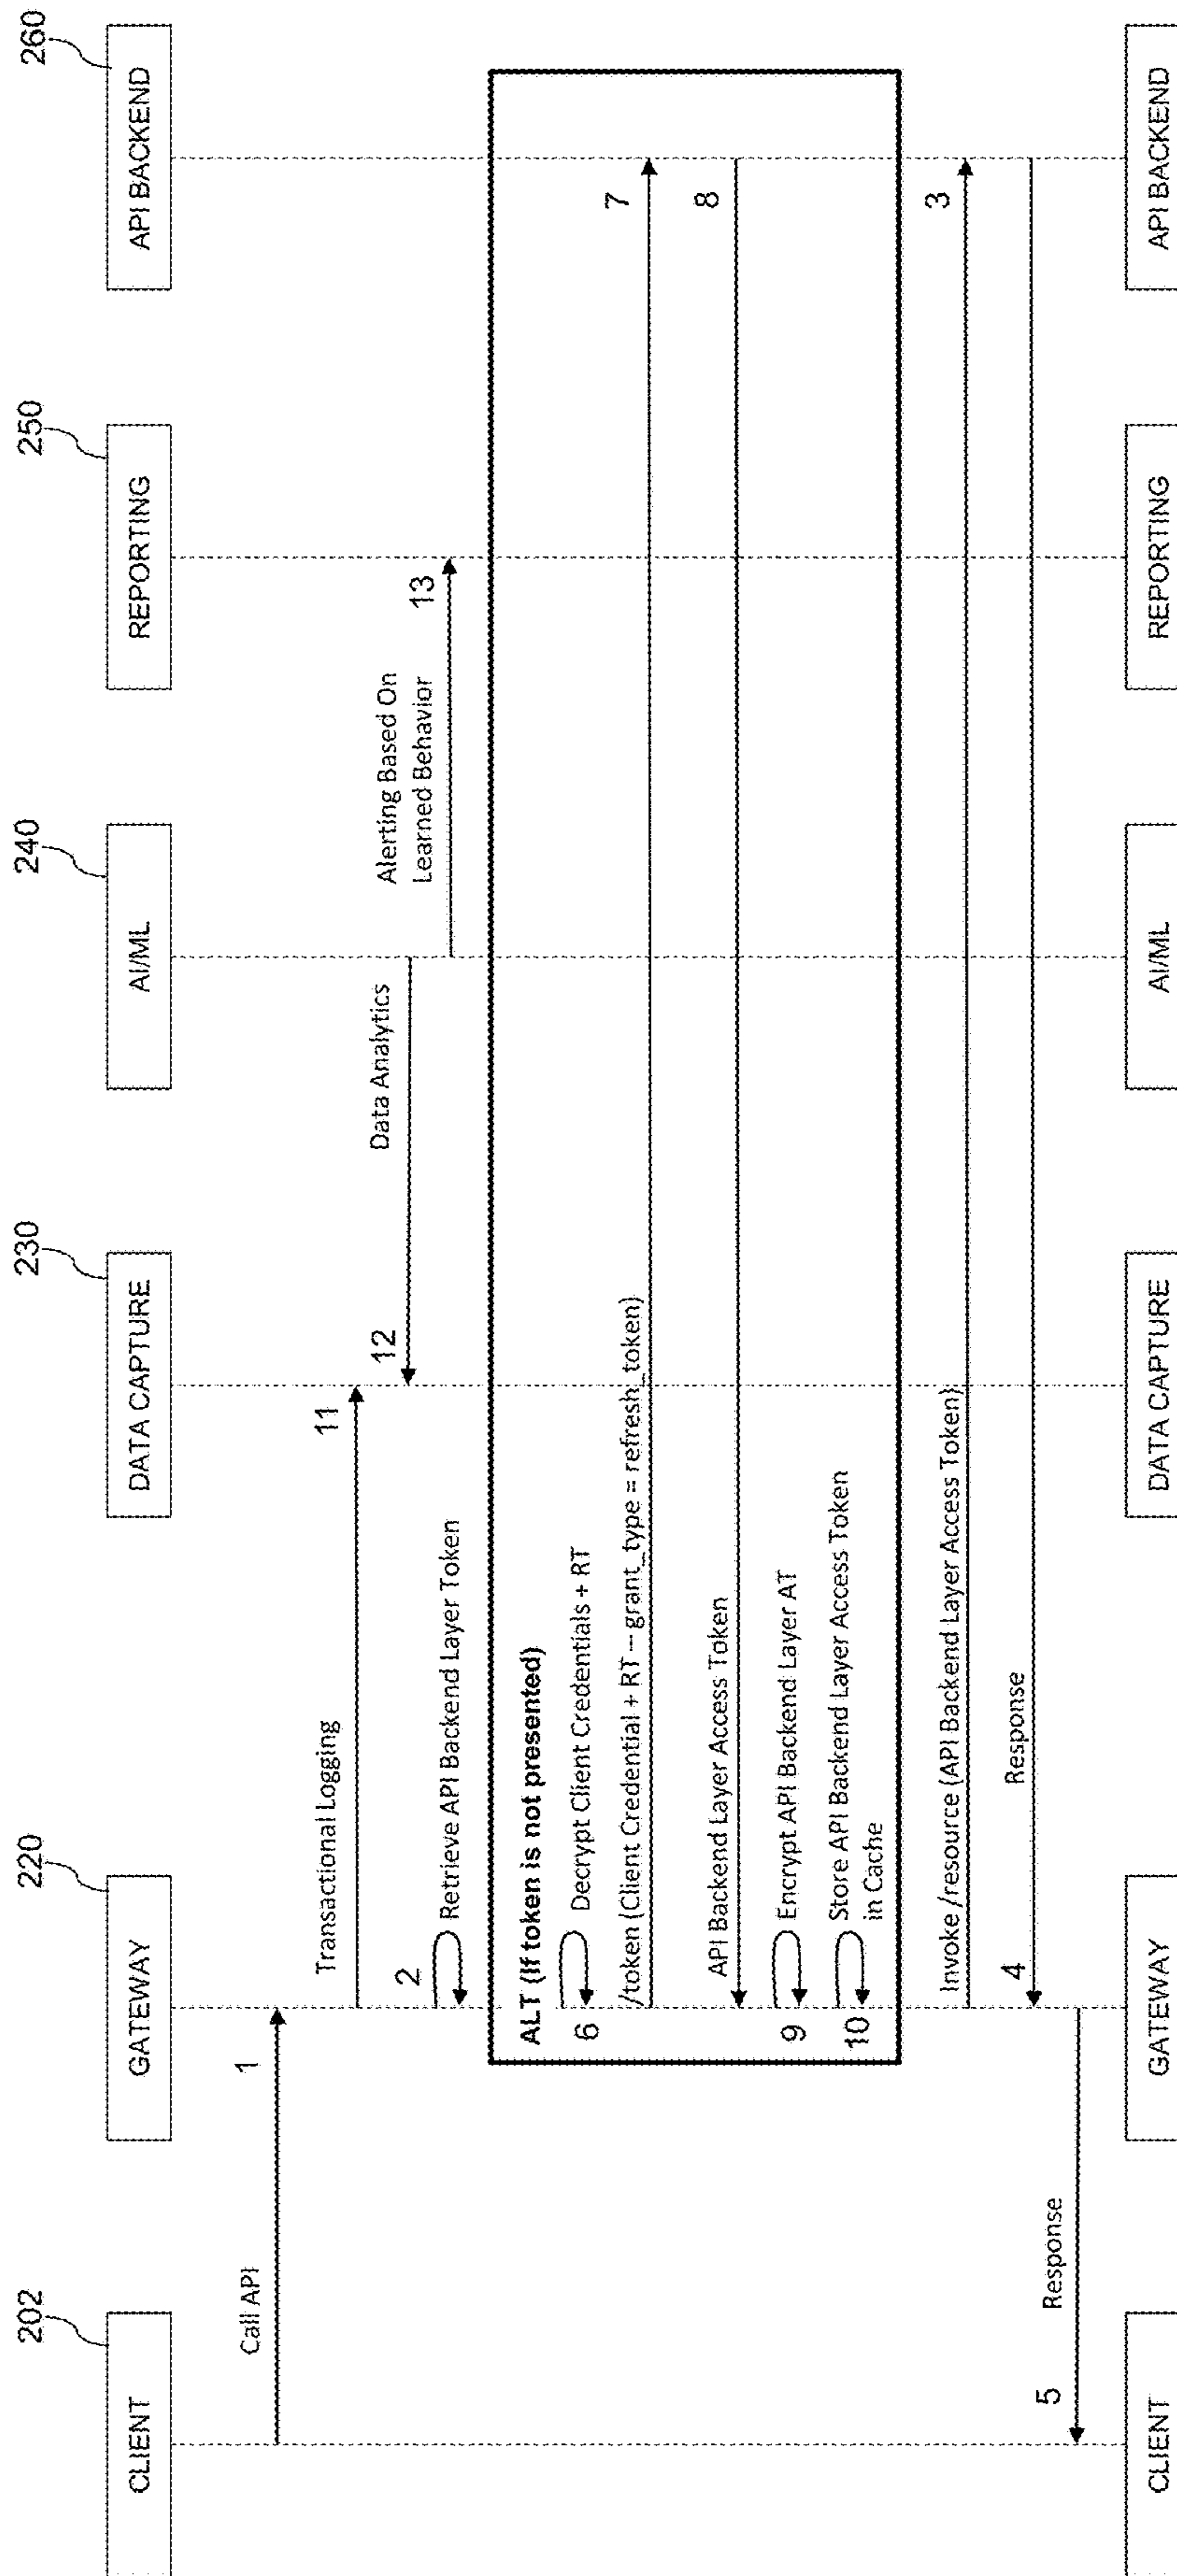 202
CLIENT
220
GATEWAY
230
DATA CAPTURE
240
AI/ML
250
REPORTING
260
API BACKEND
Call API
1
Transactional Logging
11
Data Analytics
12
Alerting Based On
Learned Behavior
13
2
Retrieve API Backend Layer Token
ALT (If token is not presented)
6
Decrypt Client Credentials + RT
/token (Client Credential + RT – grant_type = refresh_token)
7
API Backend Layer Access Token
8
9
Encrypt API Backend Layer AT
10
Store API Backend Layer Access Token
in Cache
Invoke /resource (API Backend Layer Access Token)
3
4
Response
5
Response
CLIENT
GATEWAY
DATA CAPTURE
AI/ML
REPORTING
API BACKEND